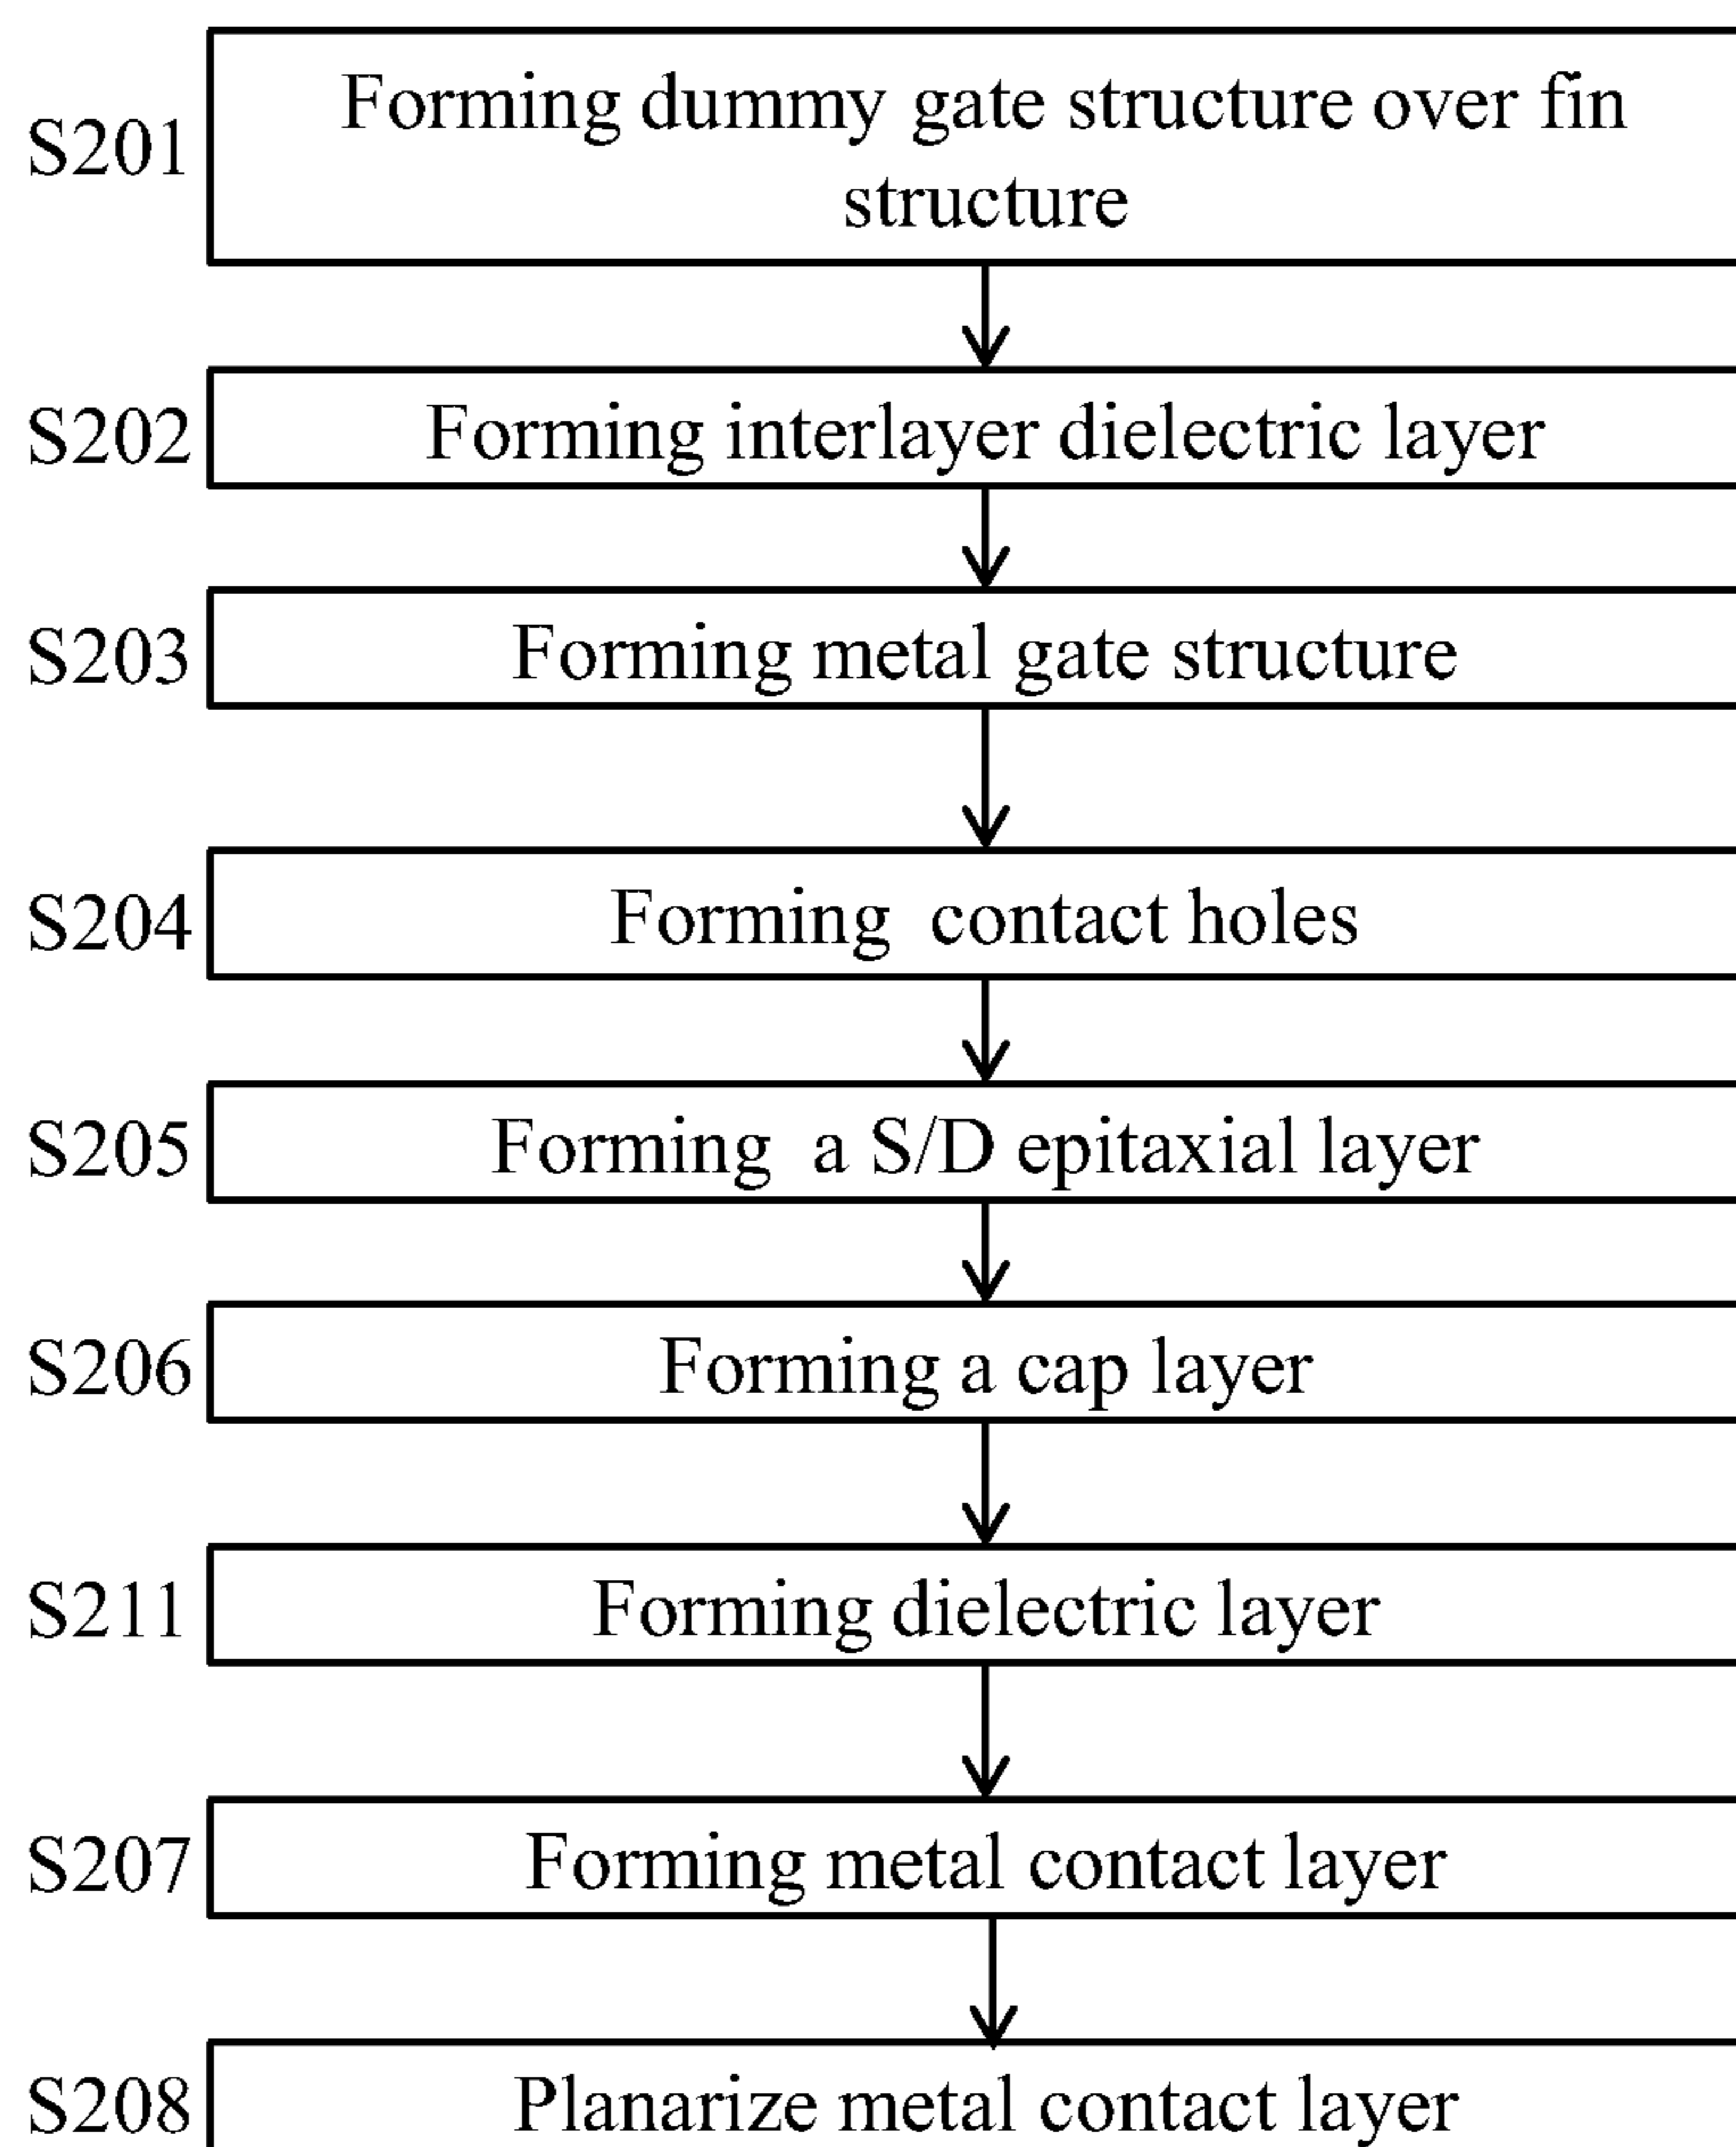 S201
Forming dummy gate structure over fin
structure
S202
Forming interlayer dielectric layer
S203
Forming metal gate structure
S204
Forming contact holes
S205
Forming a S/D epitaxial layer
S206
Forming a cap layer
S211
Forming dielectric layer
S207
Forming metal contact layer
S208
Planarize metal contact layer